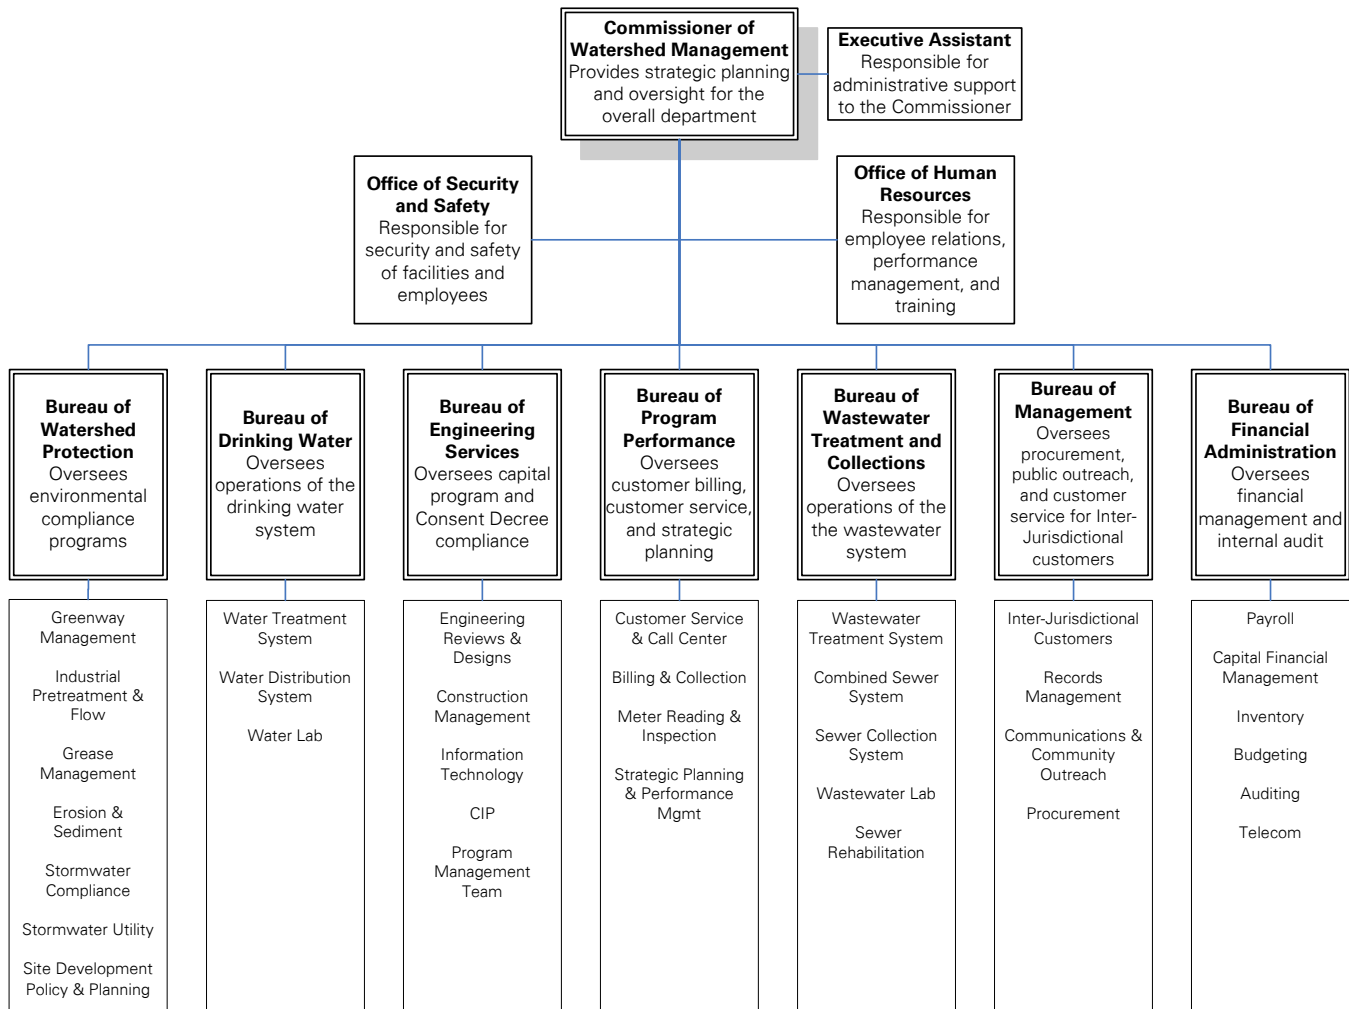 Commissioner of
Watershed Management
Provides strategic planning
and oversight for the
overall department
Executive Assistant
Responsible for
administrative support
to the Commissioner
Office of Security
and Safety
Responsible for
security and safety
of facilities and
employees
Office of Human
Resources
Responsible for
employee relations,
performance
management, and
training
Bureau of
Watershed
Protection
Oversees
environmental
compliance
programs
Bureau of
Drinking Water
Oversees
operations of the
drinking water
system
Bureau of
Engineering
Services
Oversees capital
program and
Consent Decree
compliance
Bureau of
Program
Performance
Oversees
customer billing,
customer service,
and strategic
planning
Bureau of
Wastewater
Treatment and
Collections
Oversees
operations of the
the wastewater
system
Bureau of
Management
Oversees
procurement,
public outreach,
and customer
service for Inter-
Jurisdictional
customers
Bureau of
Financial
Administration
Oversees
financial
management and
internal audit
Greenway
Management
Industrial
Pretreatment &
Flow
Grease
Management
Erosion &
Sediment
Stormwater
Compliance
Stormwater Utility
Site Development
Policy & Planning
Water Treatment
System
Water Distribution
System
Water Lab
Engineering
Reviews &
Designs
Construction
Management
Information
Technology
CIP
Program
Management
Team
Customer Service
& Call Center
Billing & Collection
Meter Reading &
Inspection
Strategic Planning
& Performance
Mgmt
Wastewater
Treatment System
Combined Sewer
System
Sewer Collection
System
Wastewater Lab
Sewer
Rehabilitation
Inter-Jurisdictional
Customers
Records
Management
Communications &
Community
Outreach
Procurement
Payroll
Capital Financial
Management
Inventory
Budgeting
Auditing
Telecom